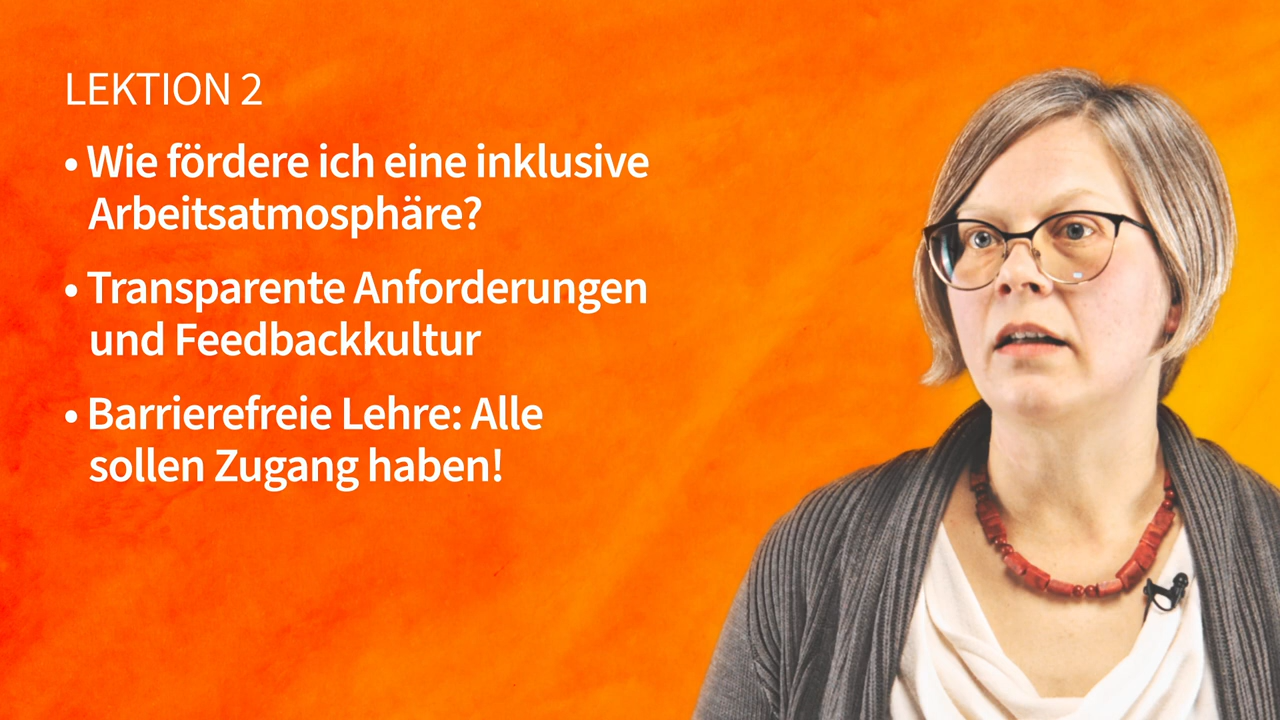 LEKTION 2
• Wie fördere ich eine inklusive
Arbeitsatmosphäre?
• Transparente Anforderungen
und Feedbackkultur
• Barrierefreie Lehre: Alle
sollen Zugang haben!